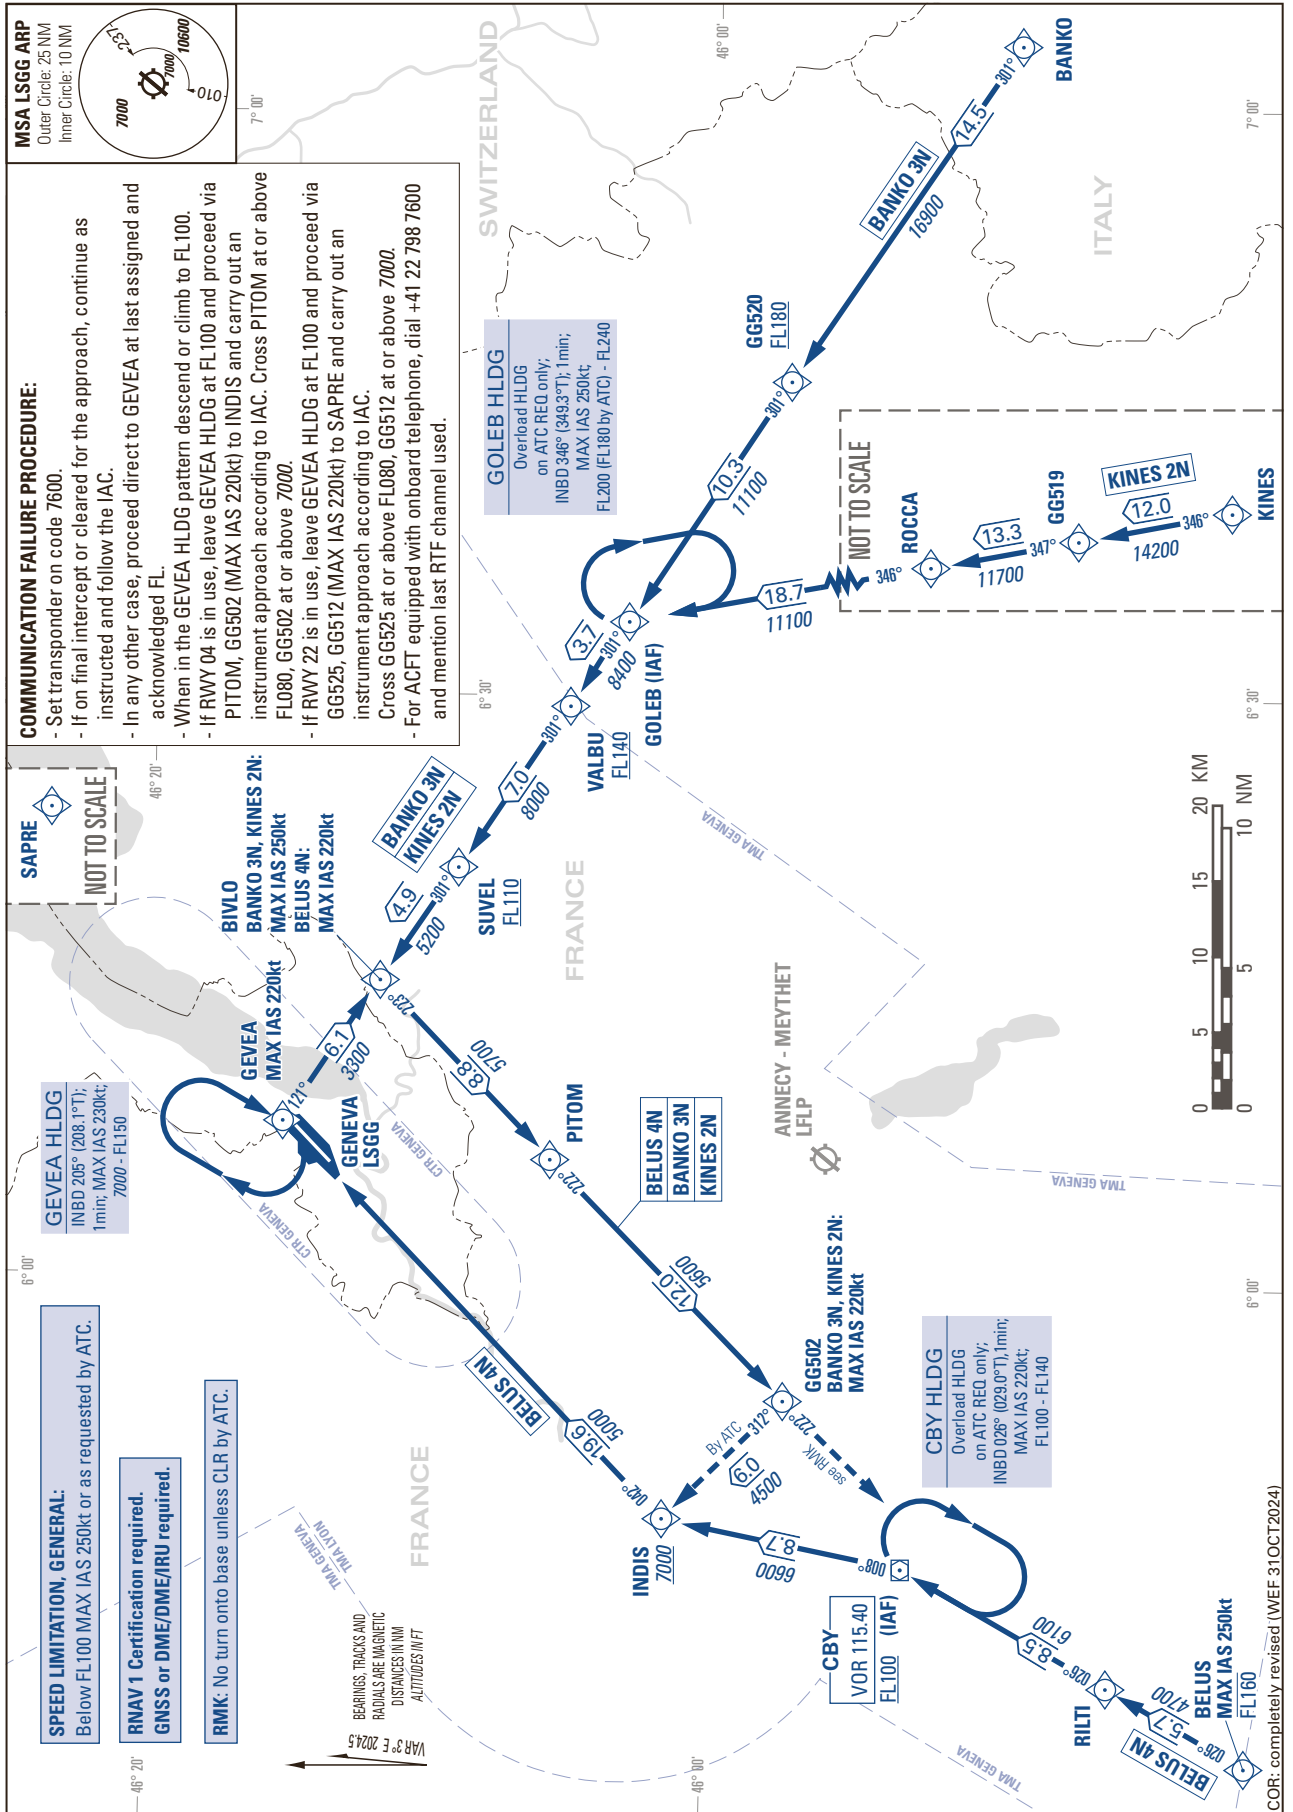 SPEED LIMITATION, GENERAL:
Below FL100 MAX IAS 250kt or as requested by ATC.
RNAV 1 Certification required.
GNSS or DME/DME/IRU required.
RMK: No turn onto base unless CLR by ATC.
GEVEA HLDG
INBD 205° (208.1°T);
1min; MAX IAS 230kt;
7000 - FL150
SAPRE
NOT TO SCALE
COMMUNICATION FAILURE PROCEDURE:
- Set transponder on code 7600.
- If on final intercept or cleared for the approach, continue as
instructed and follow the IAC.
- In any other case, proceed direct to GEVEA at last assigned and
acknowledged FL.
- When in the GEVEA HLDG pattern descend or climb to FL100.
- If RWY 04 is in use, leave GEVEA HLDG at FL100 and proceed via
PITOM, GG502 (MAX IAS 220kt) to INDIS and carry out an
instrument approach according to IAC. Cross PITOM at or above
FL080, GG502 at or above 7000.
- If RWY 22 is in use, leave GEVEA HLDG at FL100 and proceed via
GG525, GG512 (MAX IAS 220kt) to SAPRE and carry out an
instrument approach according to IAC.
Cross GG525 at or above FL080, GG512 at or above 7000.
- For ACFT equipped with onboard telephone, dial +41 22 798 7600
and mention last RTF channel used.
MSA LSGG ARP
Outer Circle: 25 NM
Inner Circle: 10 NM
7000
237
7000
10600
010
46° 20'
6° 00'
46° 20'
6° 30'
7° 00'
VAR 3° E 2024.5
BEARINGS, TRACKS AND
RADIALS ARE MAGNETIC
DISTANCES IN NM
ALTITUDES IN FT
TMA GENEVA
TMA LYON
FRANCE
CTR GENEVA
CTR GENEVA
GENEVA
LSGG
GEVEA
MAX IAS 220kt
121°
6.1
3300
BIVLO
BANKO 3N, KINES 2N:
MAX IAS 250kt
BELUS 4N:
MAX IAS 220kt
223°
8.8
5700
PITOM
222°
12.0
5600
BELUS 4N
BANKO 3N
KINES 2N
BANKO 3N
KINES 2N
4.9
5200
301°
SUVEL
FL110
7.0
8000
301°
VALBU
FL140
3.7
8400
301°
GOLEB (IAF)
GOLEB HLDG
Overload HLDG
on ATC REQ only;
INBD 346° (349.3°T); 1min;
MAX IAS 250kt;
FL200 (FL180 by ATC) - FL240
10.3
11100
301°
GG520
FL180
BANKO 3N
16900
14.5
301°
BANKO
SWITZERLAND
46° 00'
ITALY
18.7
11100
346°
NOT TO SCALE
ROCCA
13.3
11700
347°
GG519
KINES 2N
12.0
14200
346°
KINES
FRANCE
TMA GENEVA
ANNECY - MEYTHET
LFLP
TMA GENEVA
BELUS 4N
19.6
5000
042°
INDIS
7000
By ATC
6.0
4500
312°
GG502
BANKO 3N, KINES 2N:
MAX IAS 220kt
222°
see RMK
8.7
6600
008°
CBY
VOR 115.40
FL100 (IAF)
CBY HLDG
Overload HLDG
on ATC REQ only;
INBD 026° (029.0°T),1min;
MAX IAS 220kt;
FL100 - FL140
8.5
6100
026°
RILTI
5.7
4700
026°
BELUS 4N
BELUS
MAX IAS 250kt
FL160
46° 00'
TMA GENEVA
0 5 10 15 20 KM
0 5 10 NM
6° 00'
6° 30'
7° 00'
COR: completely revised (WEF 31OCT2024)